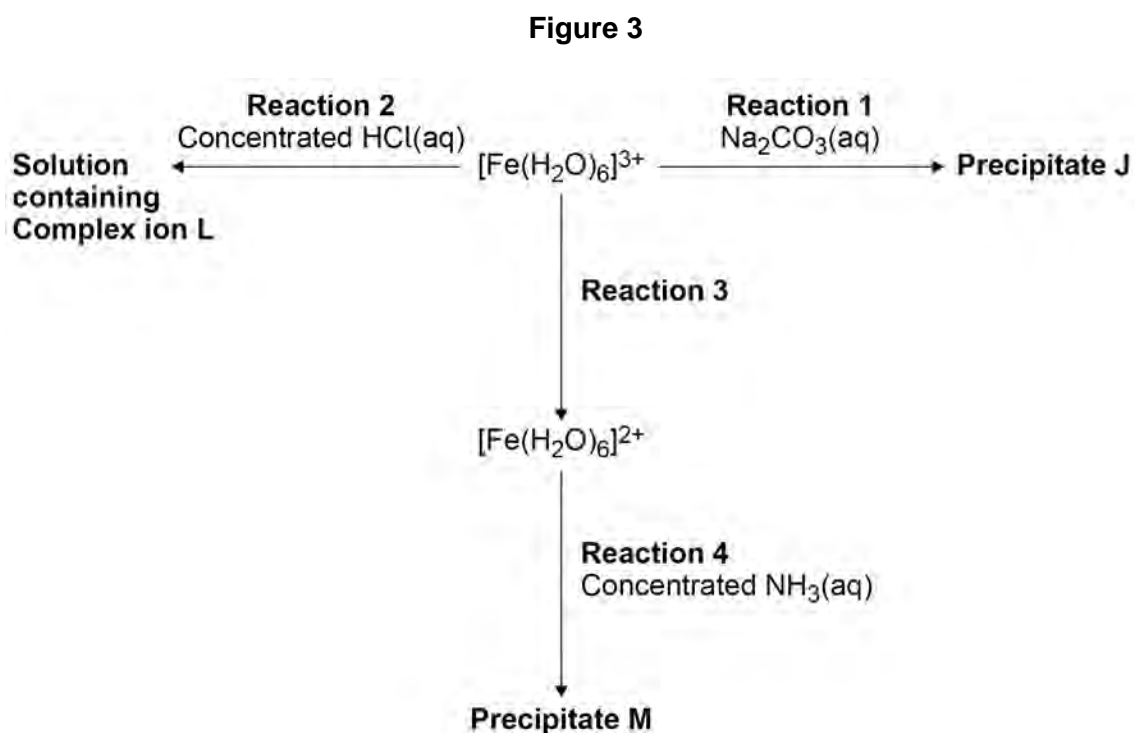 Figure 3
Reaction 2
Concentrated HCl(aq)
Reaction 1
Na₂CO₃(aq)
Solution
containing
Complex ion L
[Fe(H₂O)₆]³⁺
Precipitate J
Reaction 3
[Fe(H₂O)₆]²⁺
Reaction 4
Concentrated NH₃(aq)
Precipitate M